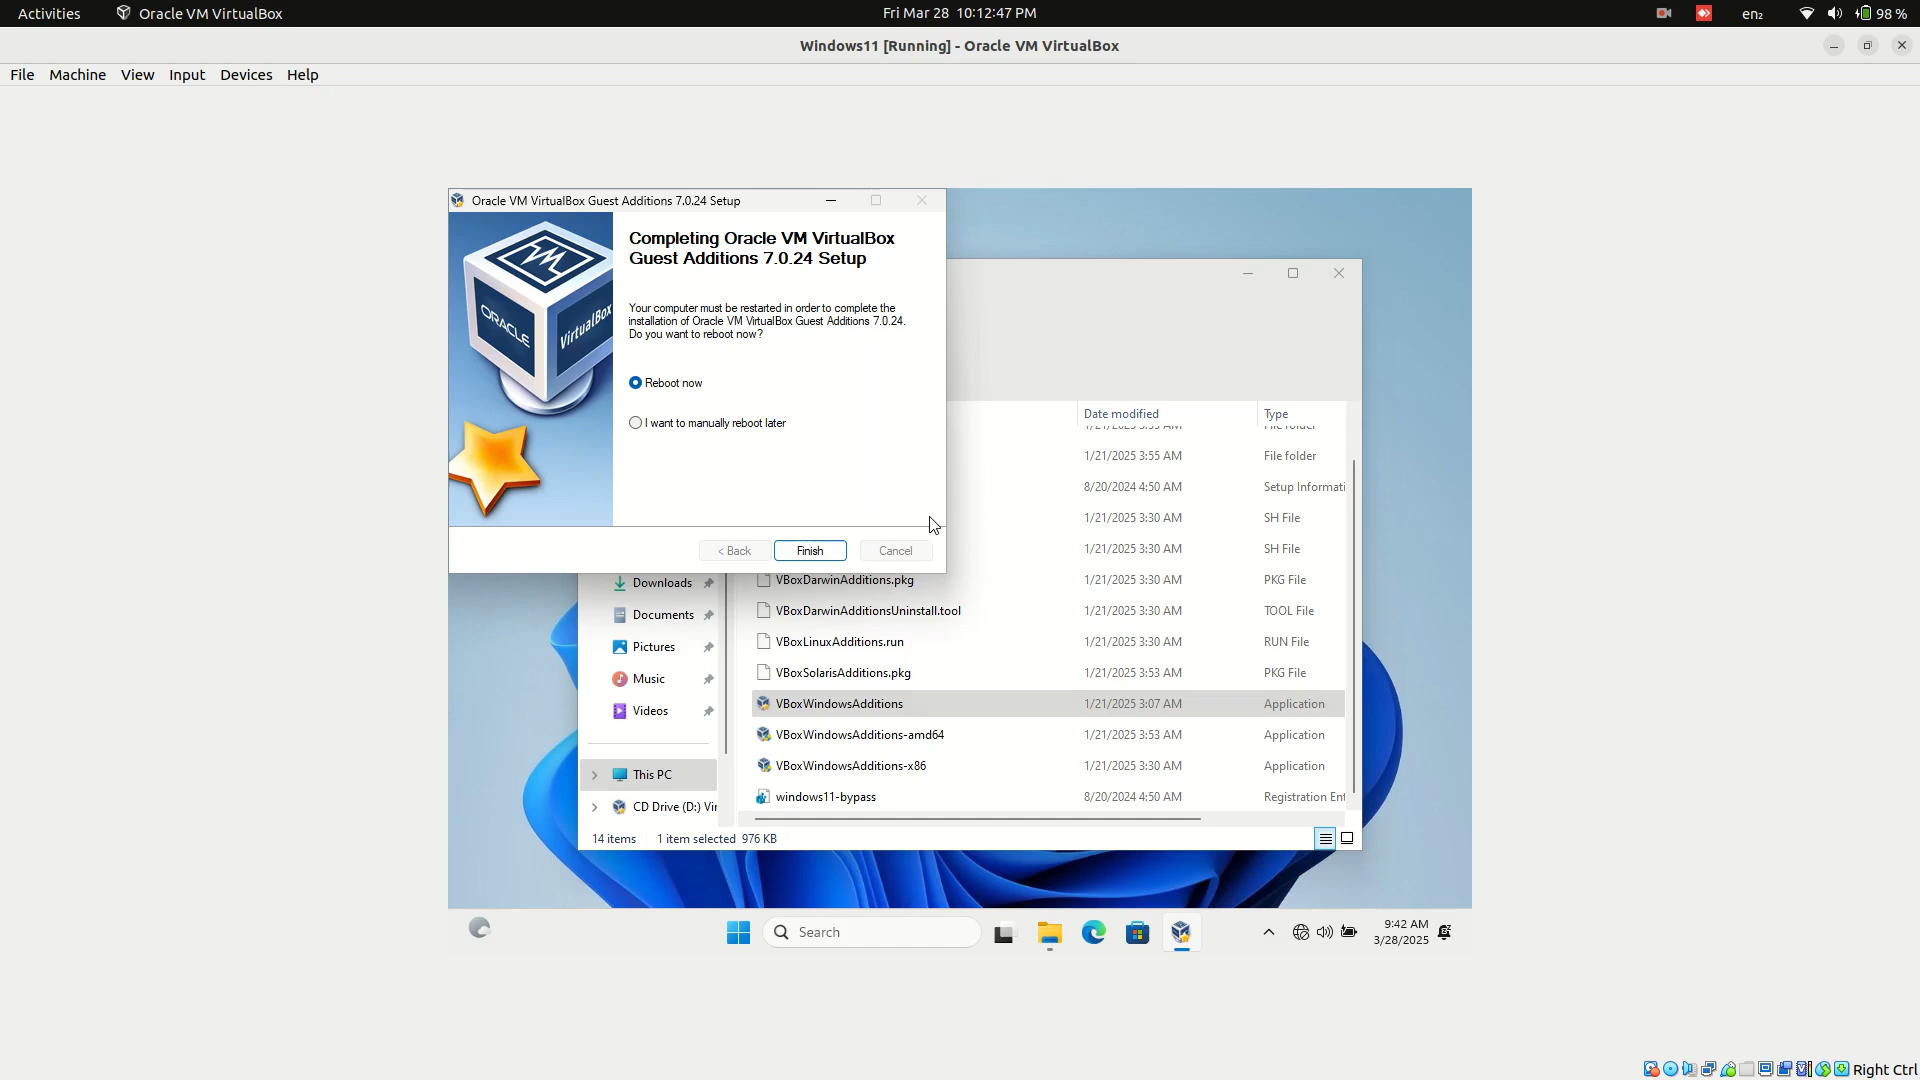 Activities
Oracle VM VirtualBox
Fri Mar 28 10:12:47 PM
en₂
98 %
Windows11 [Running] - Oracle VM VirtualBox
File Machine View Input Devices Help
Oracle VM VirtualBox Guest Additions 7.0.24 Setup
Completing Oracle VM VirtualBox
Guest Additions 7.0.24 Setup
Your computer must be restarted in order to complete the
installation of Oracle VM VirtualBox Guest Additions 7.0.24.
Do you want to reboot now?
Reboot now
I want to manually reboot later
< Back Finish Cancel
ORACLE
VirtualBox
Date modified Type
1/21/2025 3:55 AM File folder
8/20/2024 4:50 AM Setup Informati
1/21/2025 3:30 AM SH File
1/21/2025 3:30 AM SH File
Downloads
Documents
Pictures
Music
Videos
This PC
CD Drive (D:) Vir
VBoxDarwinAdditions.pkg 1/21/2025 3:30 AM PKG File
VBoxDarwinAdditionsUninstall.tool 1/21/2025 3:30 AM TOOL File
VBoxLinuxAdditions.run 1/21/2025 3:30 AM RUN File
VBoxSolarisAdditions.pkg 1/21/2025 3:53 AM PKG File
VBoxWindowsAdditions 1/21/2025 3:07 AM Application
VBoxWindowsAdditions-amd64 1/21/2025 3:53 AM Application
VBoxWindowsAdditions-x86 1/21/2025 3:30 AM Application
windows11-bypass 8/20/2024 4:50 AM Registration Ent
14 items 1 item selected 976 KB
Search
9:42 AM
3/28/2025
Right Ctrl